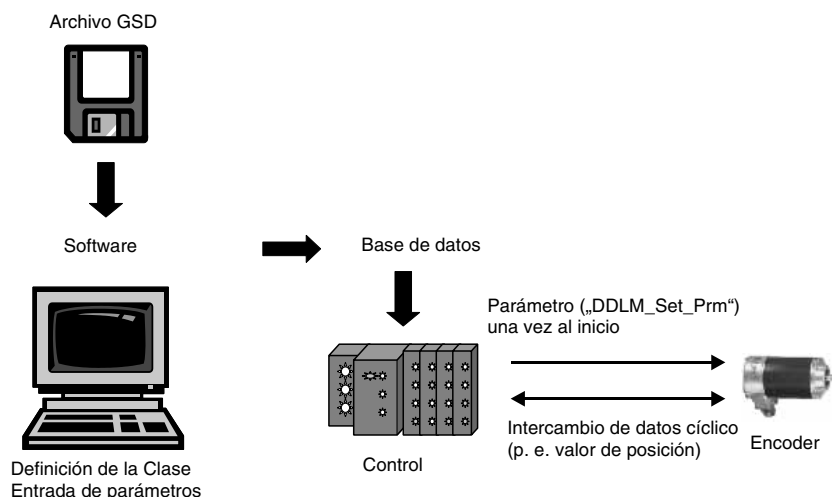 Archivo GSD
Software
Base de datos
Parámetro („DDLM_Set_Prm“)
una vez al inicio
Intercambio de datos cíclico
(p. e. valor de posición)
Encoder
Control
Definición de la Clase
Entrada de parámetros